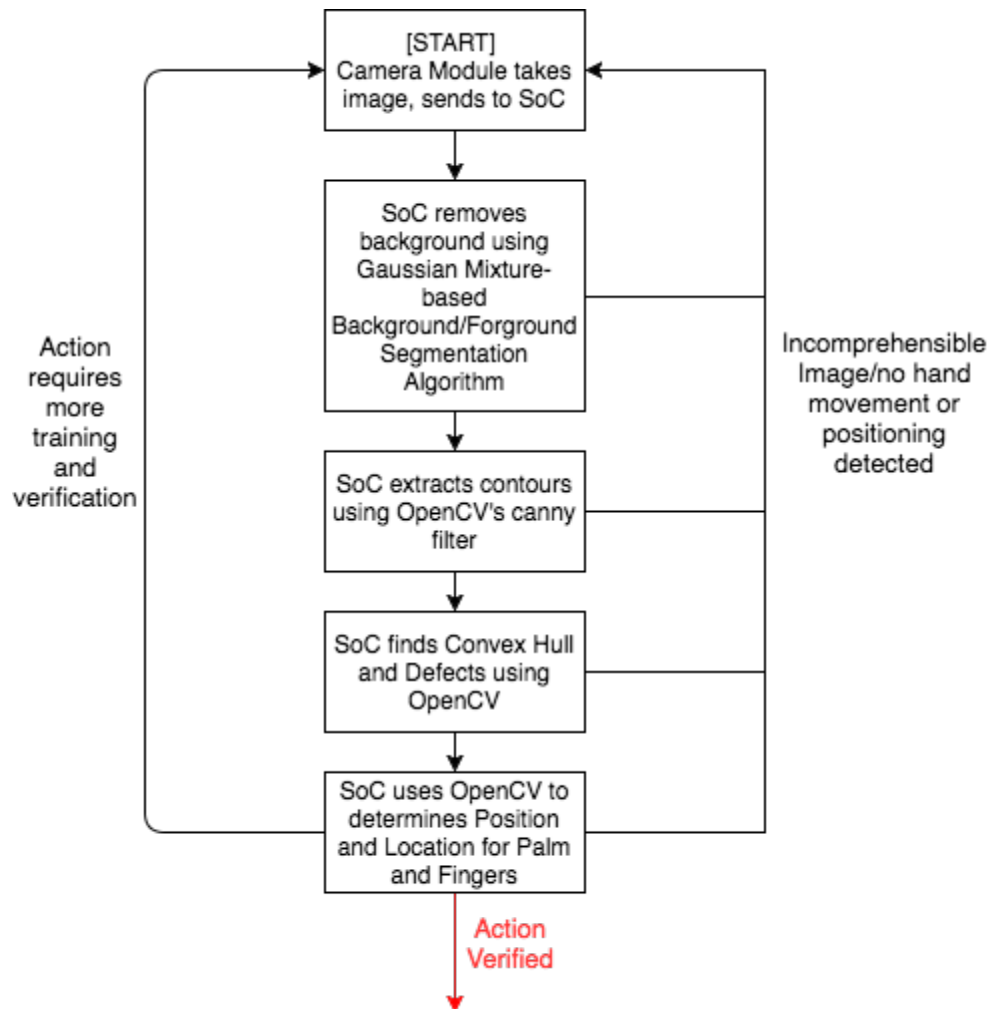 [START]
Camera Module takes
image, sends to SoC
SoC removes
background using
Gaussian Mixture-
based
Background/Forground
Segmentation
Algorithm
Action
requires
more
training
and
verification
Incomprehensible
Image/no hand
movement or
positioning
detected
SoC extracts contours
using OpenCV's canny
filter
SoC finds Convex Hull
and Defects using
OpenCV
SoC uses OpenCV to
determines Position
and Location for Palm
and Fingers
Action
Verified